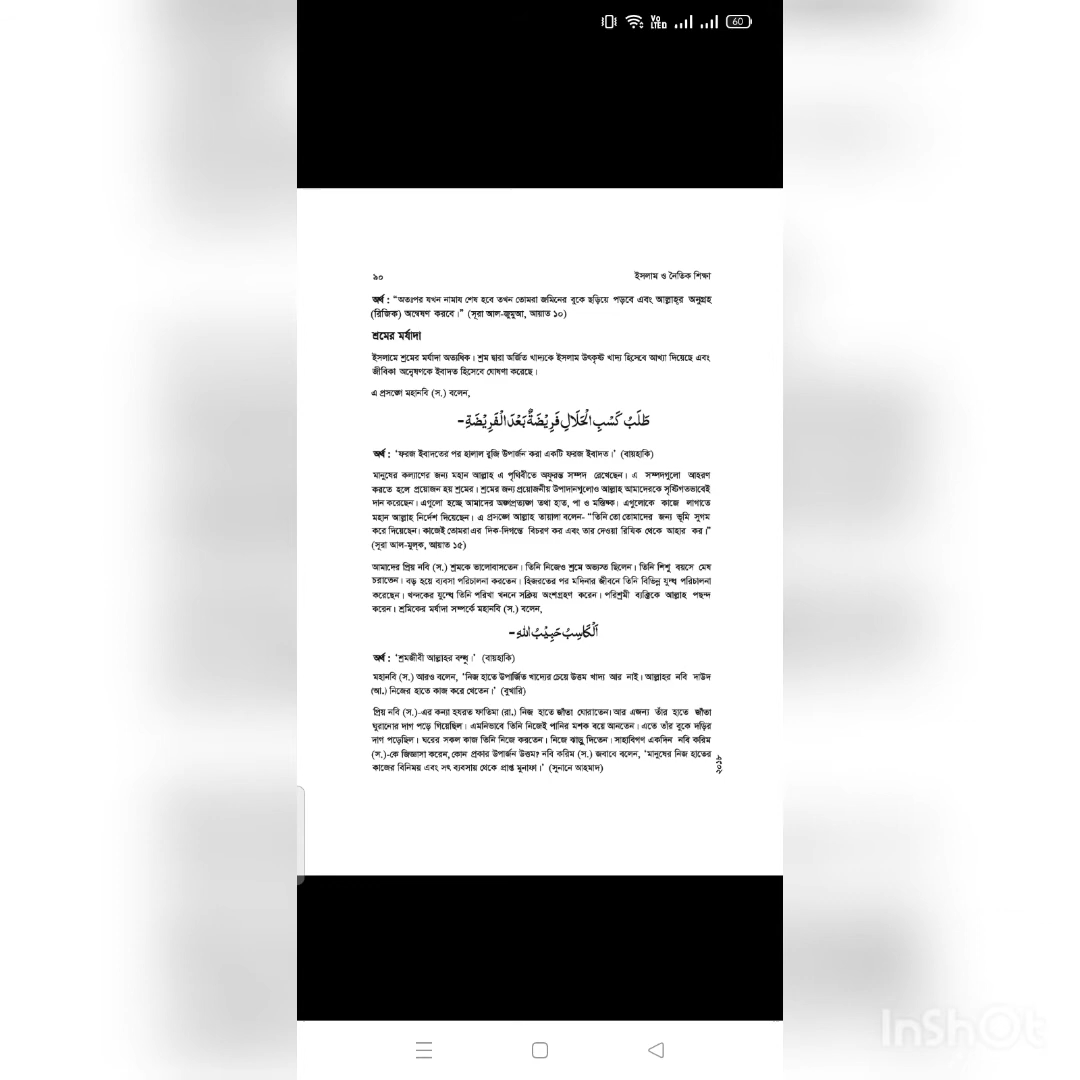 Vo LTED 60
৯০ ইসলাম ও নৈতিক শিক্ষা
অর্থ : “অতঃপর যখন নামায শেষ হবে তখন তোমরা জমিনের বুকে ছড়িয়ে পড়বে এবং আল্লাহর অনুগ্রহ
(রিজিক) অন্বেষণ করবে।” (সূরা আল-জুমুআ, আয়াত ১০)
শ্রমের মর্যাদা
ইসলামে শ্রমের মর্যাদা অত্যধিক। শ্রম দ্বারা অর্জিত খাদ্যকে ইসলাম উৎকৃষ্ট খাদ্য হিসেবে আখ্যা দিয়েছে এবং
জীবিকা অন্বেষণকে ইবাদত হিসেবে ঘোষণা করেছে।
এ প্রসঙ্গে মহানবি (স.) বলেন,
طَلَبُ كَسْبِ الْحَلَالِ فَرِيْضَةٌ بَعْدَ الْفَرِيْضَةِ -
অর্থ : ‘ফরজ ইবাদতের পর হালাল রুজি উপার্জন করা একটি ফরজ ইবাদত।’ (বায়হাকি)
মানুষের কল্যাণের জন্য মহান আল্লাহ এ পৃথিবীতে অফুরন্ত সম্পদ রেখেছেন। এ সম্পদগুলো আহরণ
করতে হলে প্রয়োজন হয় শ্রমের। শ্রমের জন্য প্রয়োজনীয় উপাদানগুলোও আল্লাহ আমাদেরকে সৃষ্টিগতভাবেই
দান করেছেন। এগুলো হচ্ছে আমাদের অঙ্গপ্রত্যঙ্গ তথা হাত, পা ও মস্তিষ্ক। এগুলোকে কাজে লাগাতে
মহান আল্লাহ নির্দেশ দিয়েছেন। এ প্রসঙ্গে আল্লাহ তায়ালা বলেন- “তিনি তো তোমাদের জন্য ভূমি সুগম
করে দিয়েছেন। কাজেই তোমরা এর দিক-দিগন্তে বিচরণ কর এবং তার দেওয়া রিযিক থেকে আহার কর।”
(সূরা আল-মুলক, আয়াত ১৫)
আমাদের প্রিয় নবি (স.) শ্রমকে ভালোবাসতেন। তিনি নিজেও শ্রমে অভ্যস্ত ছিলেন। তিনি শিশু বয়সে মেষ
চরাতেন। বড় হয়ে ব্যবসা পরিচালনা করতেন। হিজরতের পর মদিনার জীবনে তিনি বিভিন্ন যুদ্ধ পরিচালনা
করেছেন। খন্দকের যুদ্ধে তিনি পরিখা খননে সক্রিয় অংশগ্রহণ করেন। পরিশ্রমী ব্যক্তিকে আল্লাহ পছন্দ
করেন। শ্রমিকের মর্যাদা সম্পর্কে মহানবি (স.) বলেন,
اَلْكَاسِبُ حَبِيْبُ اللهِ -
অর্থ : ‘শ্রমজীবী আল্লাহর বন্ধু।’ (বায়হাকি)
মহানবি (স.) আরও বলেন, ‘নিজ হাতে উপার্জিত খাদ্যের চেয়ে উত্তম খাদ্য আর নাই। আল্লাহর নবি দাউদ
(আ.) নিজের হাতে কাজ করে খেতেন।’ (বুখারি)
প্রিয় নবি (স.)-এর কন্যা হযরত ফাতিমা (রা.) নিজ হাতে জাঁতা ঘোরাতেন। আর এজন্য তাঁর হাতে জাঁতা
ঘুরানোর দাগ পড়ে গিয়েছিল। এমনিভাবে তিনি নিজেই পানির মশক বয়ে আনতেন। এতে তাঁর বুকে দড়ির
দাগ পড়েছিল। ঘরের সকল কাজ তিনি নিজে করতেন। নিজে ঝাড়ু দিতেন। সাহাবিগণ একদিন নবি করিম
(স.)-কে জিজ্ঞাসা করেন, কোন প্রকার উপার্জন উত্তম? নবি করিম (স.) জবাবে বলেন, ‘মানুষের নিজ হাতের
কাজের বিনিময় এবং সৎ ব্যবসায় থেকে প্রাপ্ত মুনাফা।’ (সুনানে আহমাদ)
২০১৮
InShOt